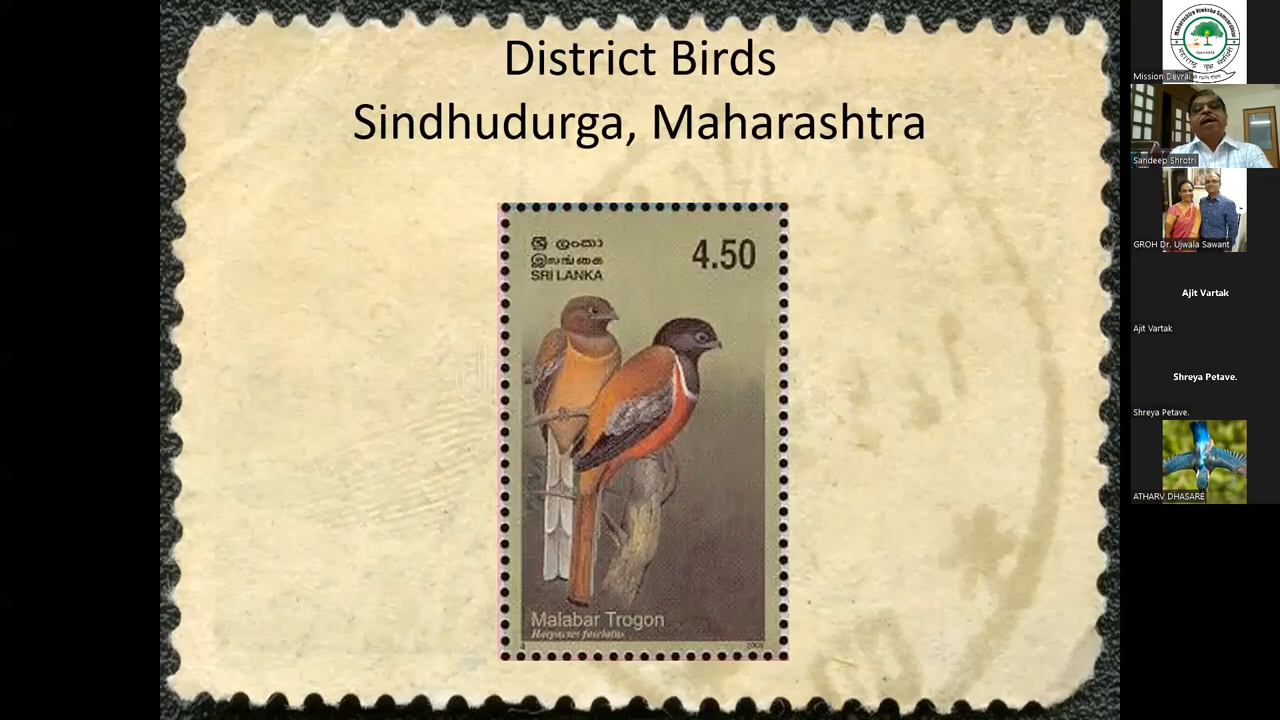 District Birds
Sindhudurga, Maharashtra
ශ්‍රී ලංකා
இலங்கை
SRI LANKA
4.50
Malabar Trogon
Harpactes fasciatus
Mission Devrai
Sandeep Shrotri
GROH Dr. Ujwala Sawant
Ajit Vartak
Ajit Vartak
Shreya Petave.
Shreya Petave.
ATHARV DHASARE